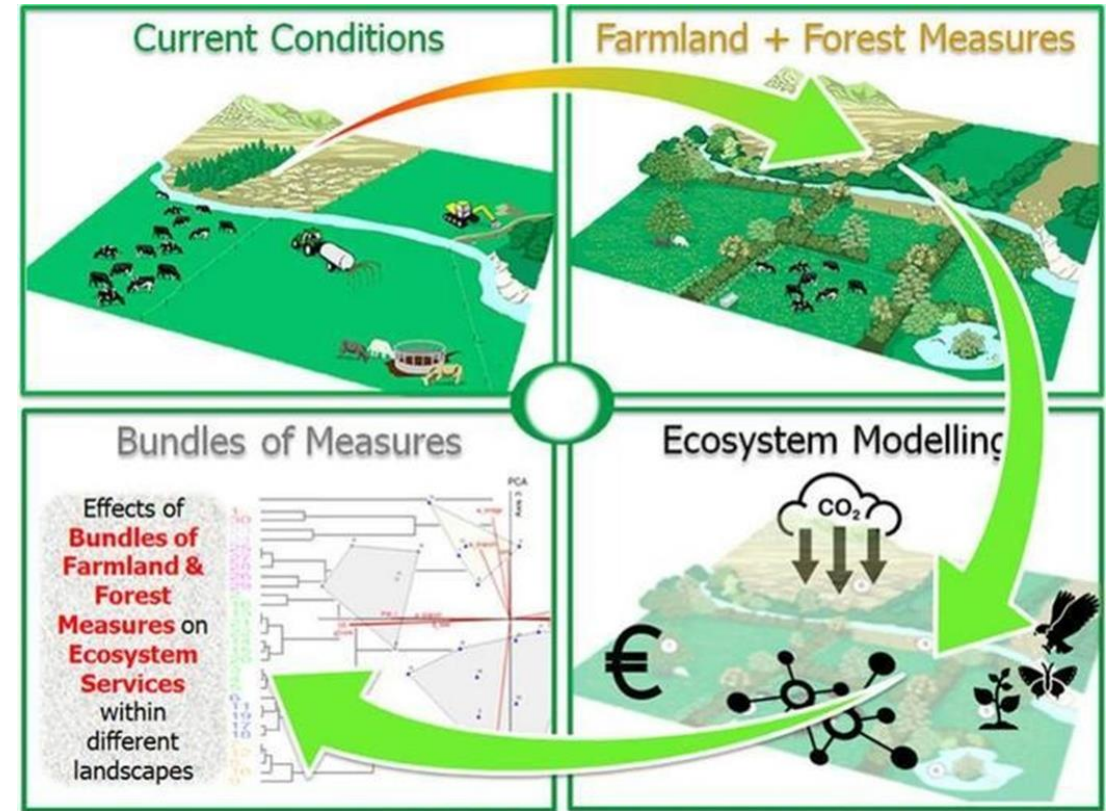 Current Conditions
Farmland + Forest Measures
Bundles of Measures
Effects of
Bundles of
Farmland &
Forest
Measures on
Ecosystem
Services
within
different
landscapes
PCA
Ecosystem Modelling
CO₂
€